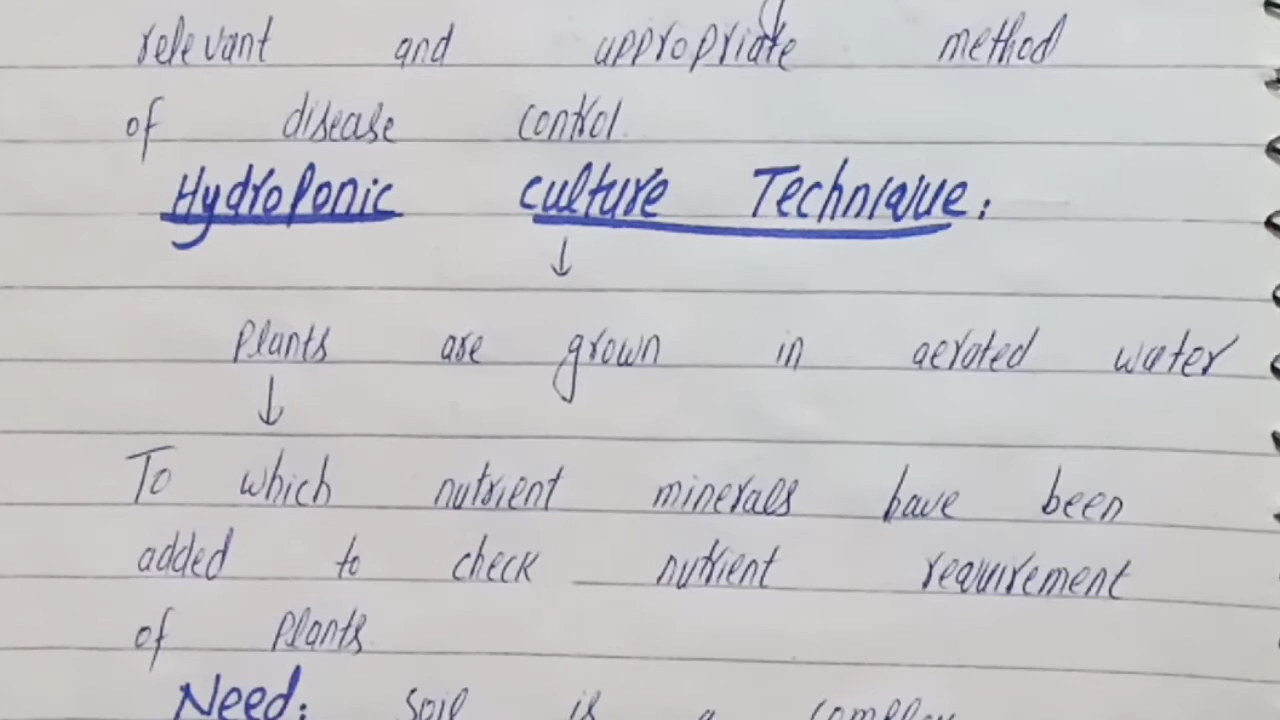 relevant and appropriate method
of disease control.
Hydroponic culture Technique:
↓
Plants are grown in aerated water
↓
To which nutrient minerals have been
added to check nutrient requirement
of plants.
Need: Soil is a complex